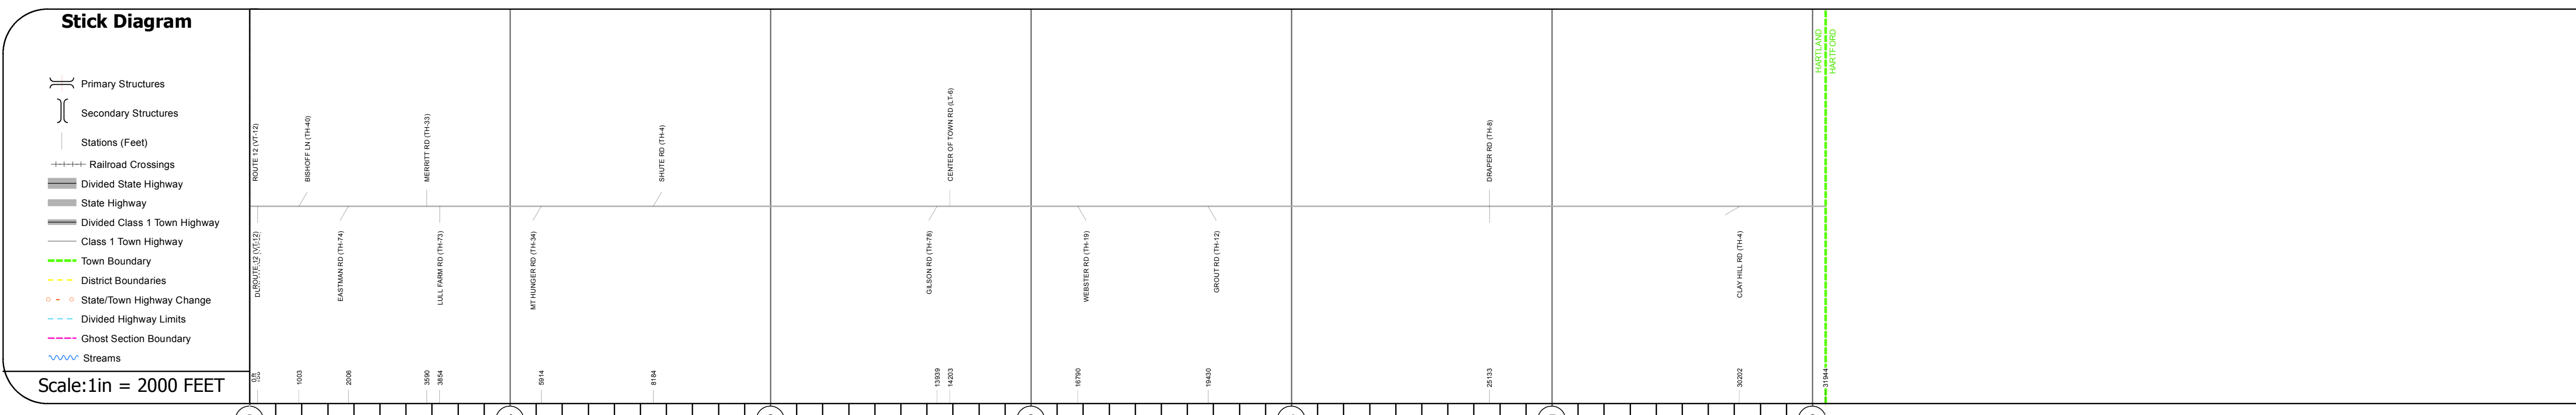 Stick Diagram
Primary Structures
Secondary Structures
Stations (Feet)
Railroad Crossings
Divided State Highway
State Highway
Divided Class 1 Town Highway
Class 1 Town Highway
Town Boundary
District Boundaries
State/Town Highway Change
Divided Highway Limits
Ghost Section Boundary
Streams
Scale:1in = 2000 FEET
ROUTE 12 (VT-12)
BISHOFF LN (TH-40)
MERRITT RD (TH-33)
SHUTE RD (TH-4)
CENTER OF TOWN RD (LT-6)
DRAPER RD (TH-8)
HARTLAND
HARTFORD
ROUTE 12 (VT-12)
EASTMAN RD (TH-74)
LULL FARM RD (TH-73)
MT HUNGER RD (TH-34)
GILSON RD (TH-78)
WEBSTER RD (TH-19)
GROUT RD (TH-12)
CLAY HILL RD (TH-4)
0 ft
1003
2006
3590
3854
5914
8184
13939
14203
16790
19430
25133
30202
31944